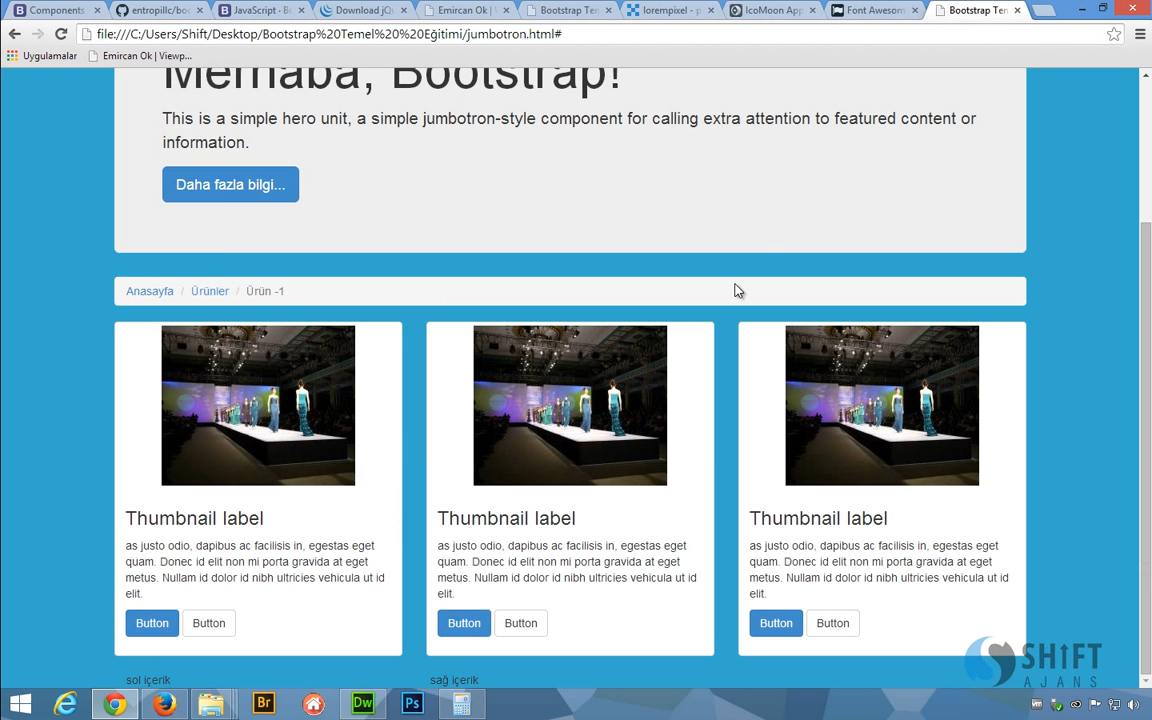 Components
entropillc/boo
JavaScript · Bo
Download jQ
Emircan Ok | V
Bootstrap Ten
lorempixel - p
IcoMoon App
Font Awesom
Bootstrap Ten
file:///C:/Users/Shift/Desktop/Bootstrap%20Temel%20%20Eğitimi/jumbotron.html#
Uygulamalar
Emircan Ok | Viewp...
Merhaba, Bootstrap!
This is a simple hero unit, a simple jumbotron-style component for calling extra attention to featured content or
information.
Daha fazla bilgi...
Anasayfa / Ürünler / Ürün -1
Thumbnail label
as justo odio, dapibus ac facilisis in, egestas eget
quam. Donec id elit non mi porta gravida at eget
metus. Nullam id dolor id nibh ultricies vehicula ut id
elit.
Button
Button
Thumbnail label
as justo odio, dapibus ac facilisis in, egestas eget
quam. Donec id elit non mi porta gravida at eget
metus. Nullam id dolor id nibh ultricies vehicula ut id
elit.
Button
Button
Thumbnail label
as justo odio, dapibus ac facilisis in, egestas eget
quam. Donec id elit non mi porta gravida at eget
metus. Nullam id dolor id nibh ultricies vehicula ut id
elit.
Button
Button
sol içerik
sağ içerik
SHIFT
AJANS
Br
Dw
Ps